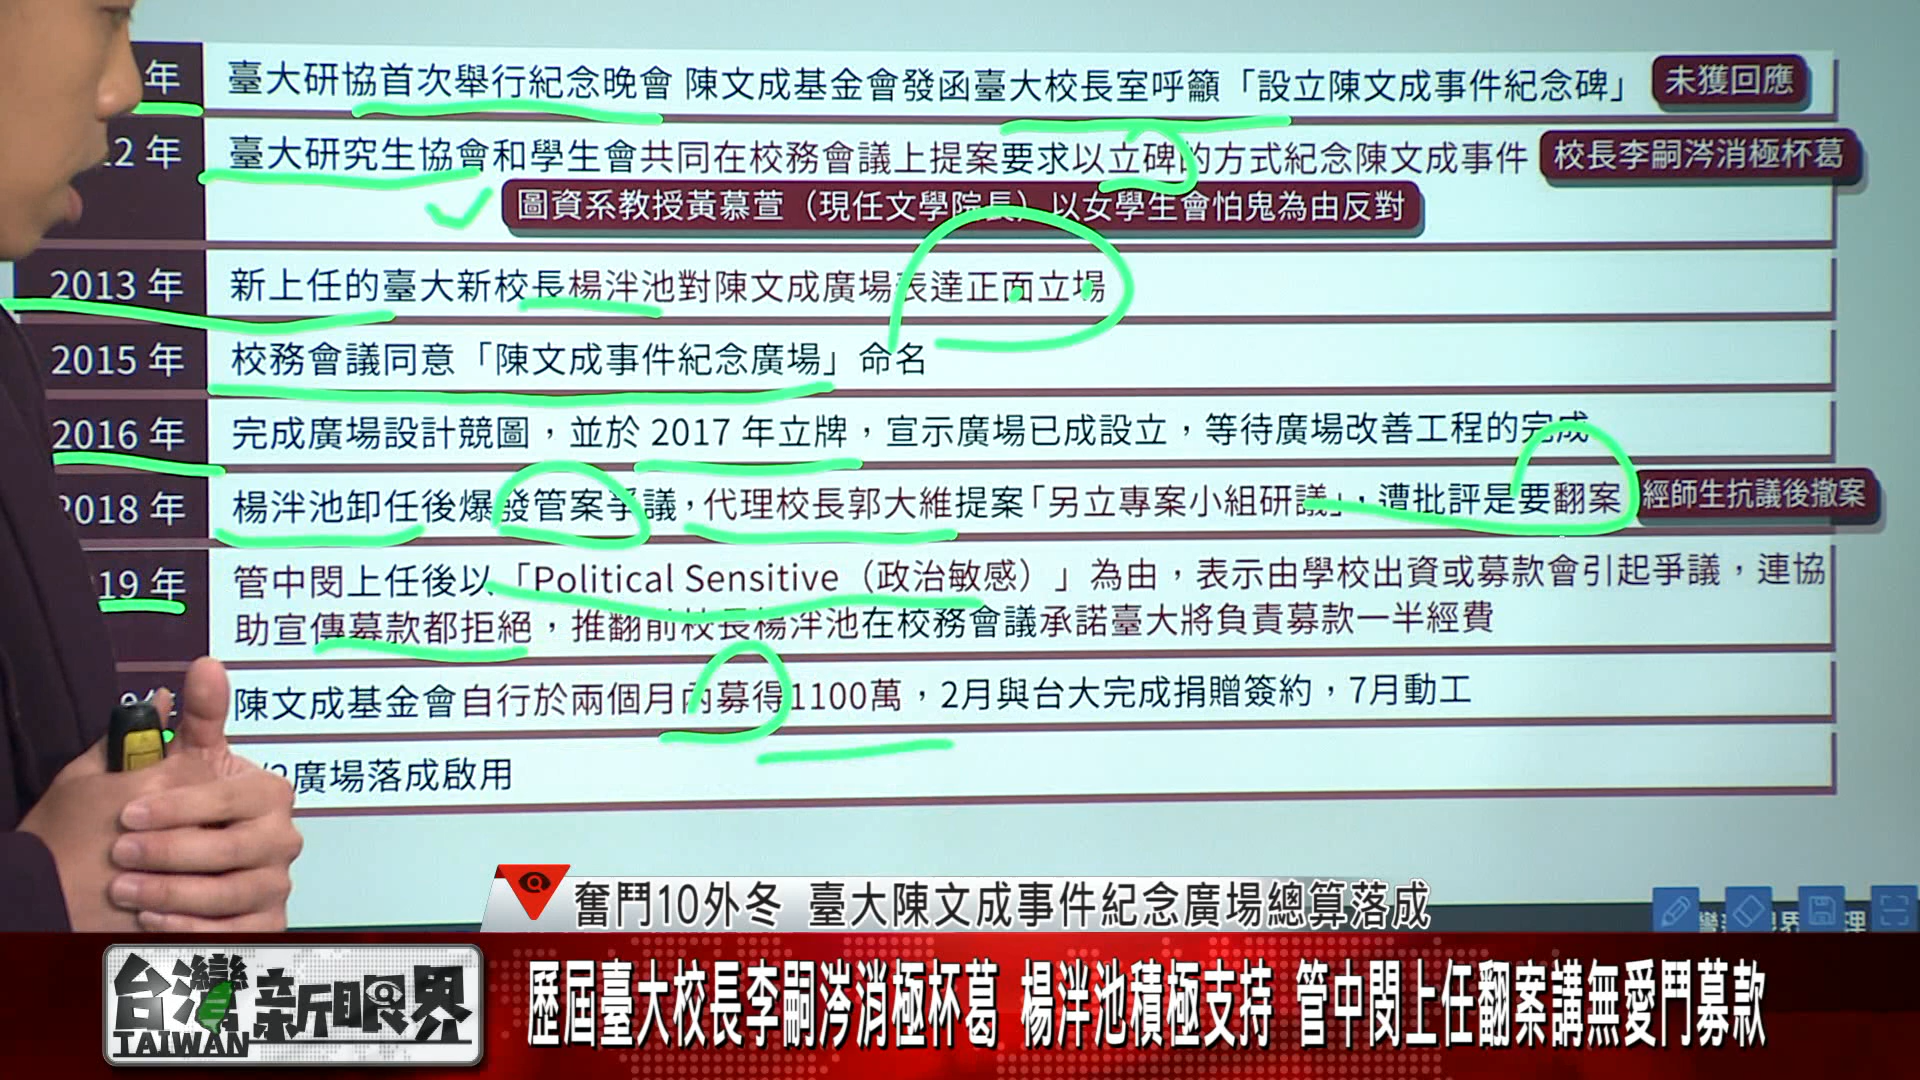 年 臺大研協首次舉行紀念晚會 陳文成基金會發函臺大校長室呼籲「設立陳文成事件紀念碑」 未獲回應
2 年 臺大研究生協會和學生會共同在校務會議上提案要求以立碑的方式紀念陳文成事件 校長李嗣涔消極杯葛
圖資系教授黃慕萱（現任文學院長）以女學生會怕鬼為由反對
2013 年 新上任的臺大新校長楊泮池對陳文成廣場表達正面立場
2015 年 校務會議同意「陳文成事件紀念廣場」命名
2016 年 完成廣場設計競圖，並於 2017 年立牌，宣示廣場已成設立，等待廣場改善工程的完成
2018 年 楊泮池卸任後爆發管案爭議，代理校長郭大維提案「另立專案小組研議」，遭批評是要翻案 經師生抗議後撤案
19 年 管中閔上任後以「Political Sensitive（政治敏感）」為由，表示由學校出資或募款會引起爭議，連協
助宣傳募款都拒絕，推翻前校長楊泮池在校務會議承諾臺大將負責募款一半經費
年 陳文成基金會自行於兩個月內募得1100萬，2月與台大完成捐贈簽約，7月動工
/2廣場落成啟用
奮鬥10外冬 臺大陳文成事件紀念廣場總算落成
台灣新眼界
TAIWAN
歷屆臺大校長李嗣涔消極杯葛 楊泮池積極支持 管中閔上任翻案講無愛鬥募款